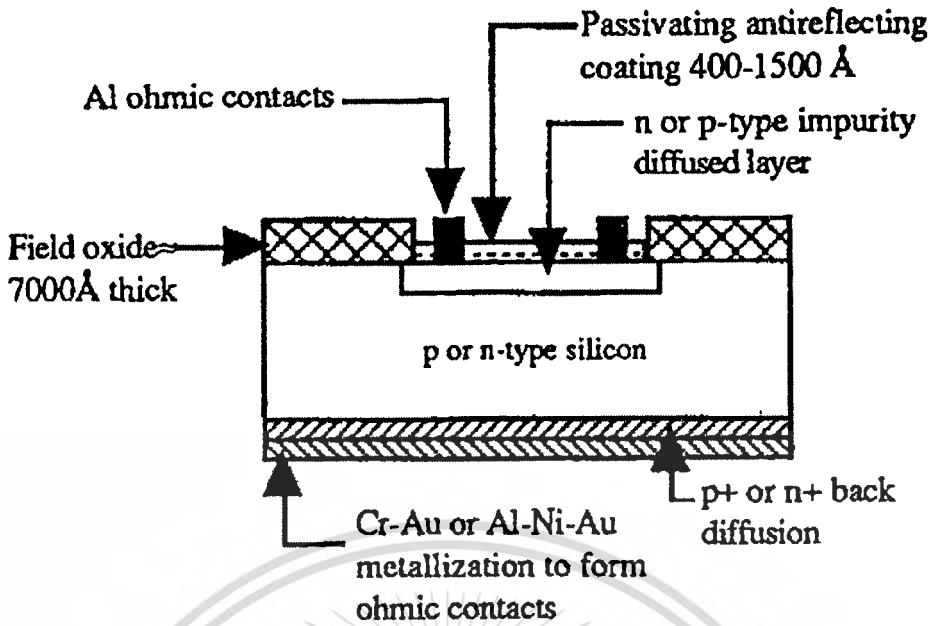 Passivating antireflecting
coating 400-1500 Å
Al ohmic contacts
n or p-type impurity
diffused layer
Field oxide
7000Å thick
p or n-type silicon
p+ or n+ back
diffusion
Cr-Au or Al-Ni-Au
metallization to form
ohmic contacts